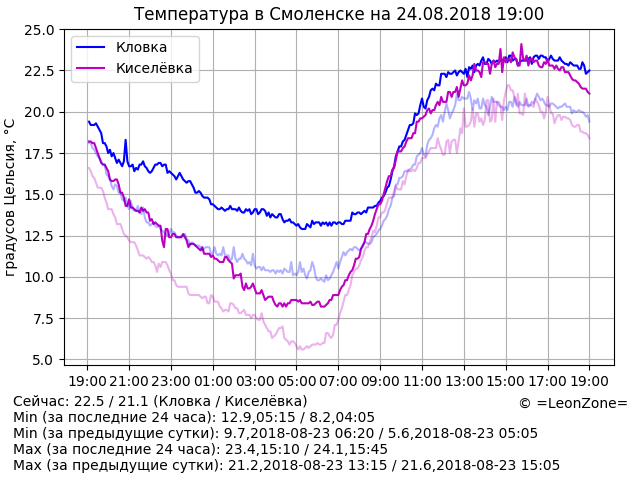 Температура в Смоленске на 24.08.2018 19:00
Кловка
Киселёвка
градусов Цельсия, °C
25.0
22.5
20.0
17.5
15.0
12.5
10.0
7.5
5.0
19:00 21:00 23:00 01:00 03:00 05:00 07:00 09:00 11:00 13:00 15:00 17:00 19:00
Сейчас: 22.5 / 21.1 (Кловка / Киселёвка)
© =LeonZone=
Min (за последние 24 часа): 12.9,05:15 / 8.2,04:05
Min (за предыдущие сутки): 9.7,2018-08-23 06:20 / 5.6,2018-08-23 05:05
Max (за последние 24 часа): 23.4,15:10 / 24.1,15:45
Max (за предыдущие сутки): 21.2,2018-08-23 13:15 / 21.6,2018-08-23 15:05